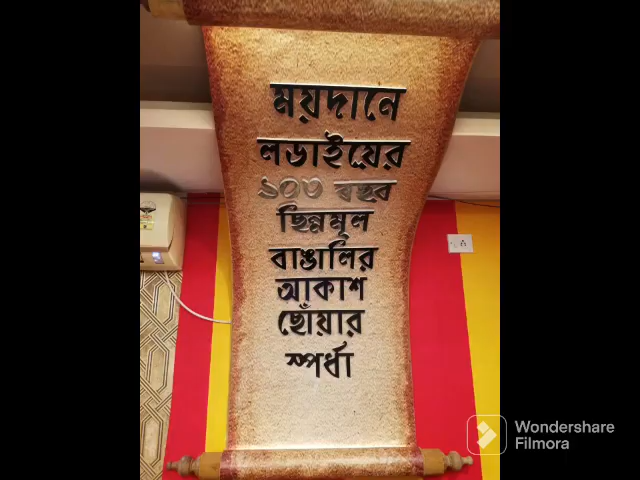 ময়দানে
লড়াইয়ের
১০৩ বছর
ছিন্নমূল
বাঙালির
আকাশ
ছোঁয়ার
স্পর্ধা
Wondershare
Filmora